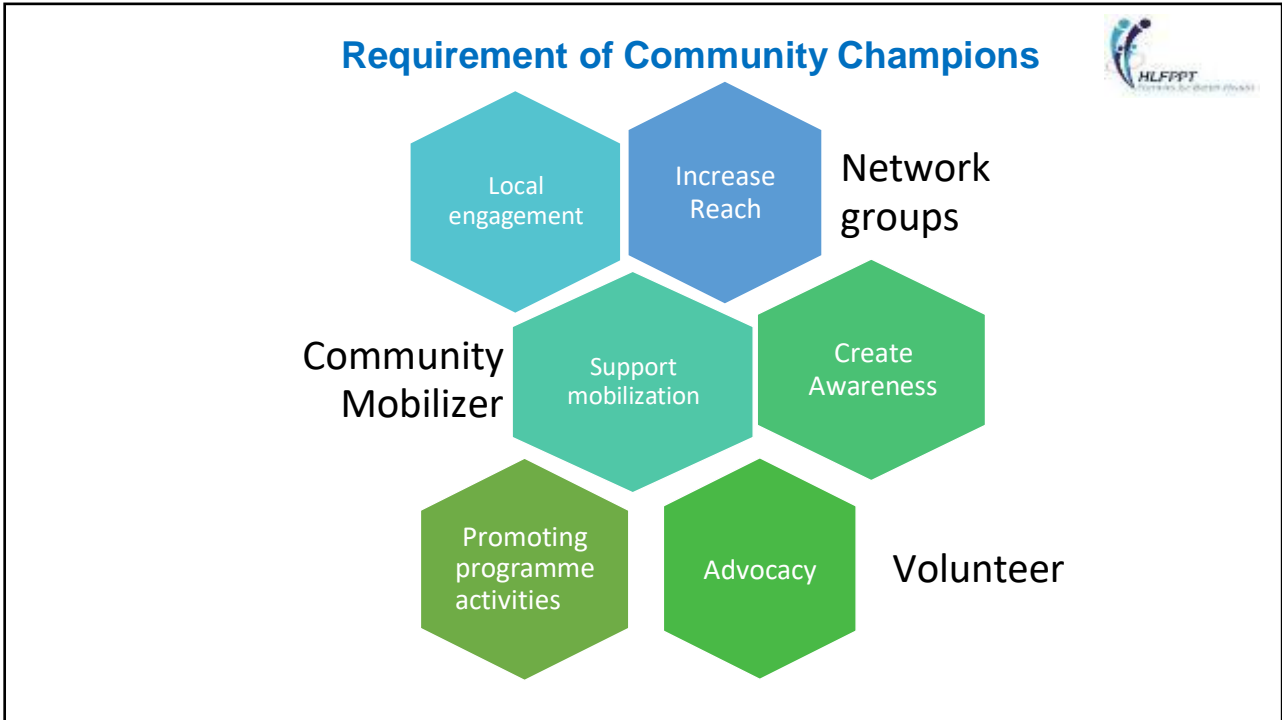 Requirement of Community Champions
HLFPPT
Local
engagement
Increase
Reach
Network
groups
Community
Mobilizer
Support
mobilization
Create
Awareness
Promoting
programme
activities
Advocacy
Volunteer